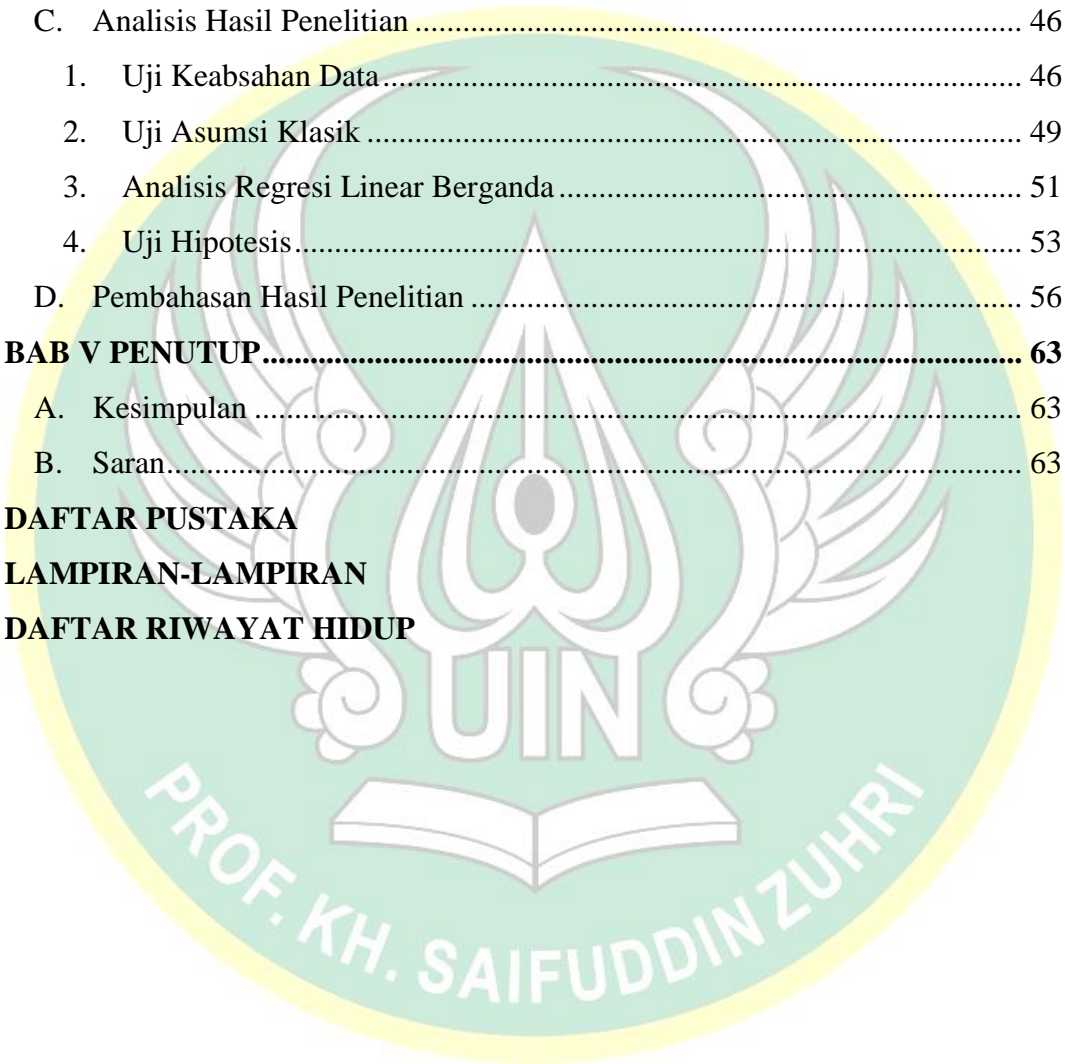 C. Analisis Hasil Penelitian ........................................................................... 46
1. Uji Keabsahan Data ............................................................................... 46
2. Uji Asumsi Klasik ................................................................................. 49
3. Analisis Regresi Linear Berganda ......................................................... 51
4. Uji Hipotesis .......................................................................................... 53
D. Pembahasan Hasil Penelitian .................................................................... 56
BAB V PENUTUP .............................................................................................. 63
A. Kesimpulan ............................................................................................... 63
B. Saran .......................................................................................................... 63
DAFTAR PUSTAKA
LAMPIRAN-LAMPIRAN
DAFTAR RIWAYAT HIDUP
UIN
PROF. KH. SAIFUDDIN ZUHRI